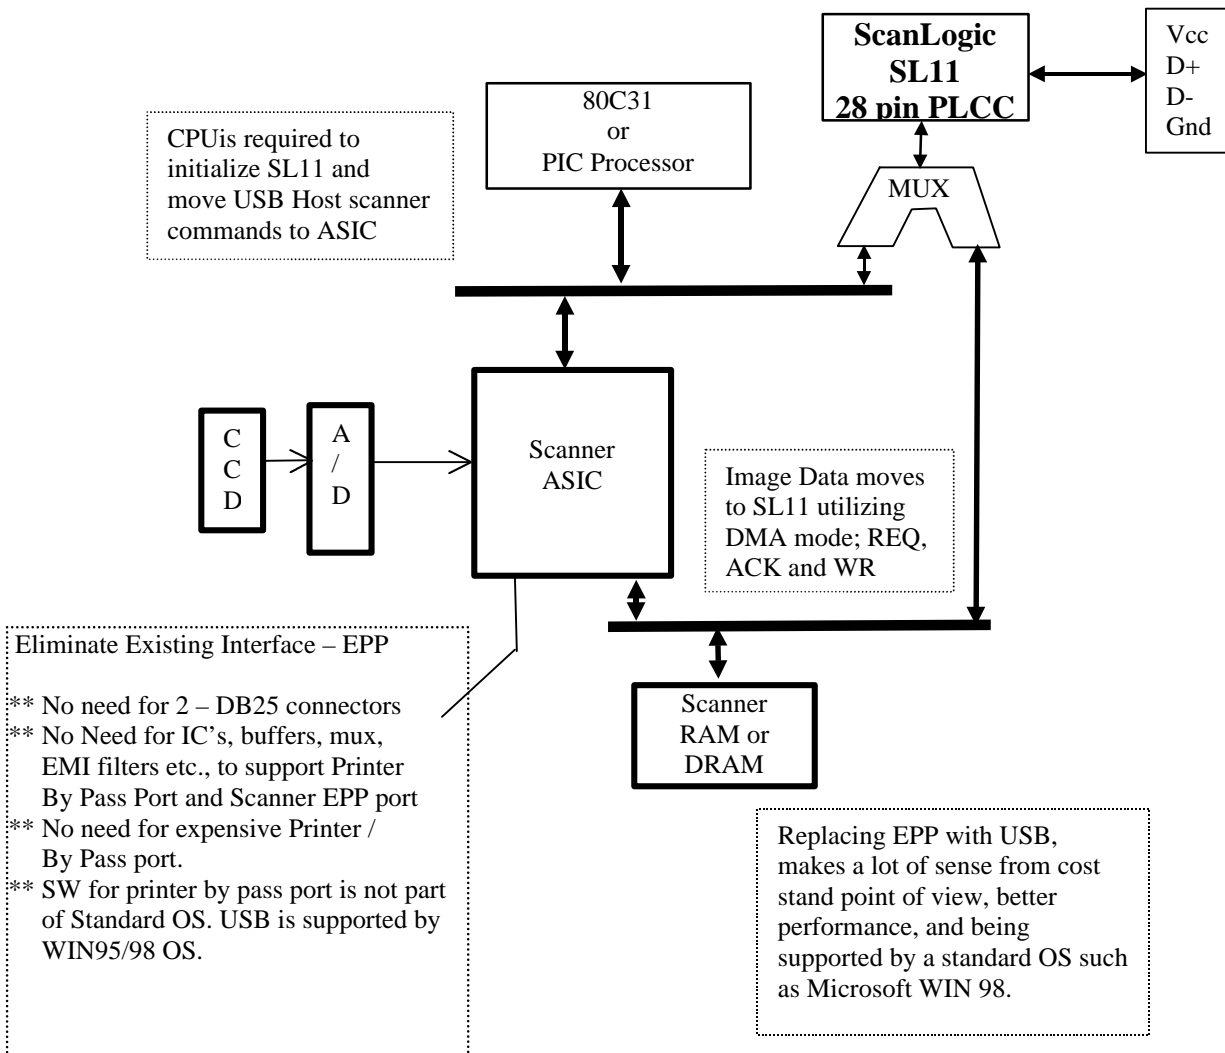 ScanLogic
SL11
28 pin PLCC
Vcc
D+
D-
Gnd
80C31
or
PIC Processor
CPUis required to
initialize SL11 and
move USB Host scanner
commands to ASIC
MUX
C
C
D
A
/
D
Scanner
ASIC
Image Data moves
to SL11 utilizing
DMA mode; REQ,
ACK and WR
Eliminate Existing Interface – EPP
** No need for 2 – DB25 connectors
** No Need for IC’s, buffers, mux,
EMI filters etc., to support Printer
By Pass Port and Scanner EPP port
** No need for expensive Printer /
By Pass port.
** SW for printer by pass port is not part
of Standard OS. USB is supported by
WIN95/98 OS.
Scanner
RAM or
DRAM
Replacing EPP with USB,
makes a lot of sense from cost
stand point of view, better
performance, and being
supported by a standard OS such
as Microsoft WIN 98.